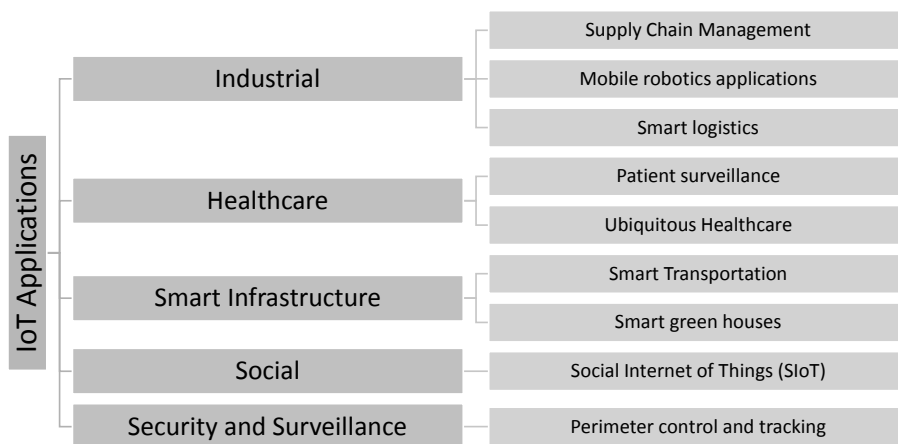 IoT Applications
Industrial
Supply Chain Management
Mobile robotics applications
Smart logistics
Healthcare
Patient surveillance
Ubiquitous Healthcare
Smart Infrastructure
Smart Transportation
Smart green houses
Social
Social Internet of Things (SIoT)
Security and Surveillance
Perimeter control and tracking